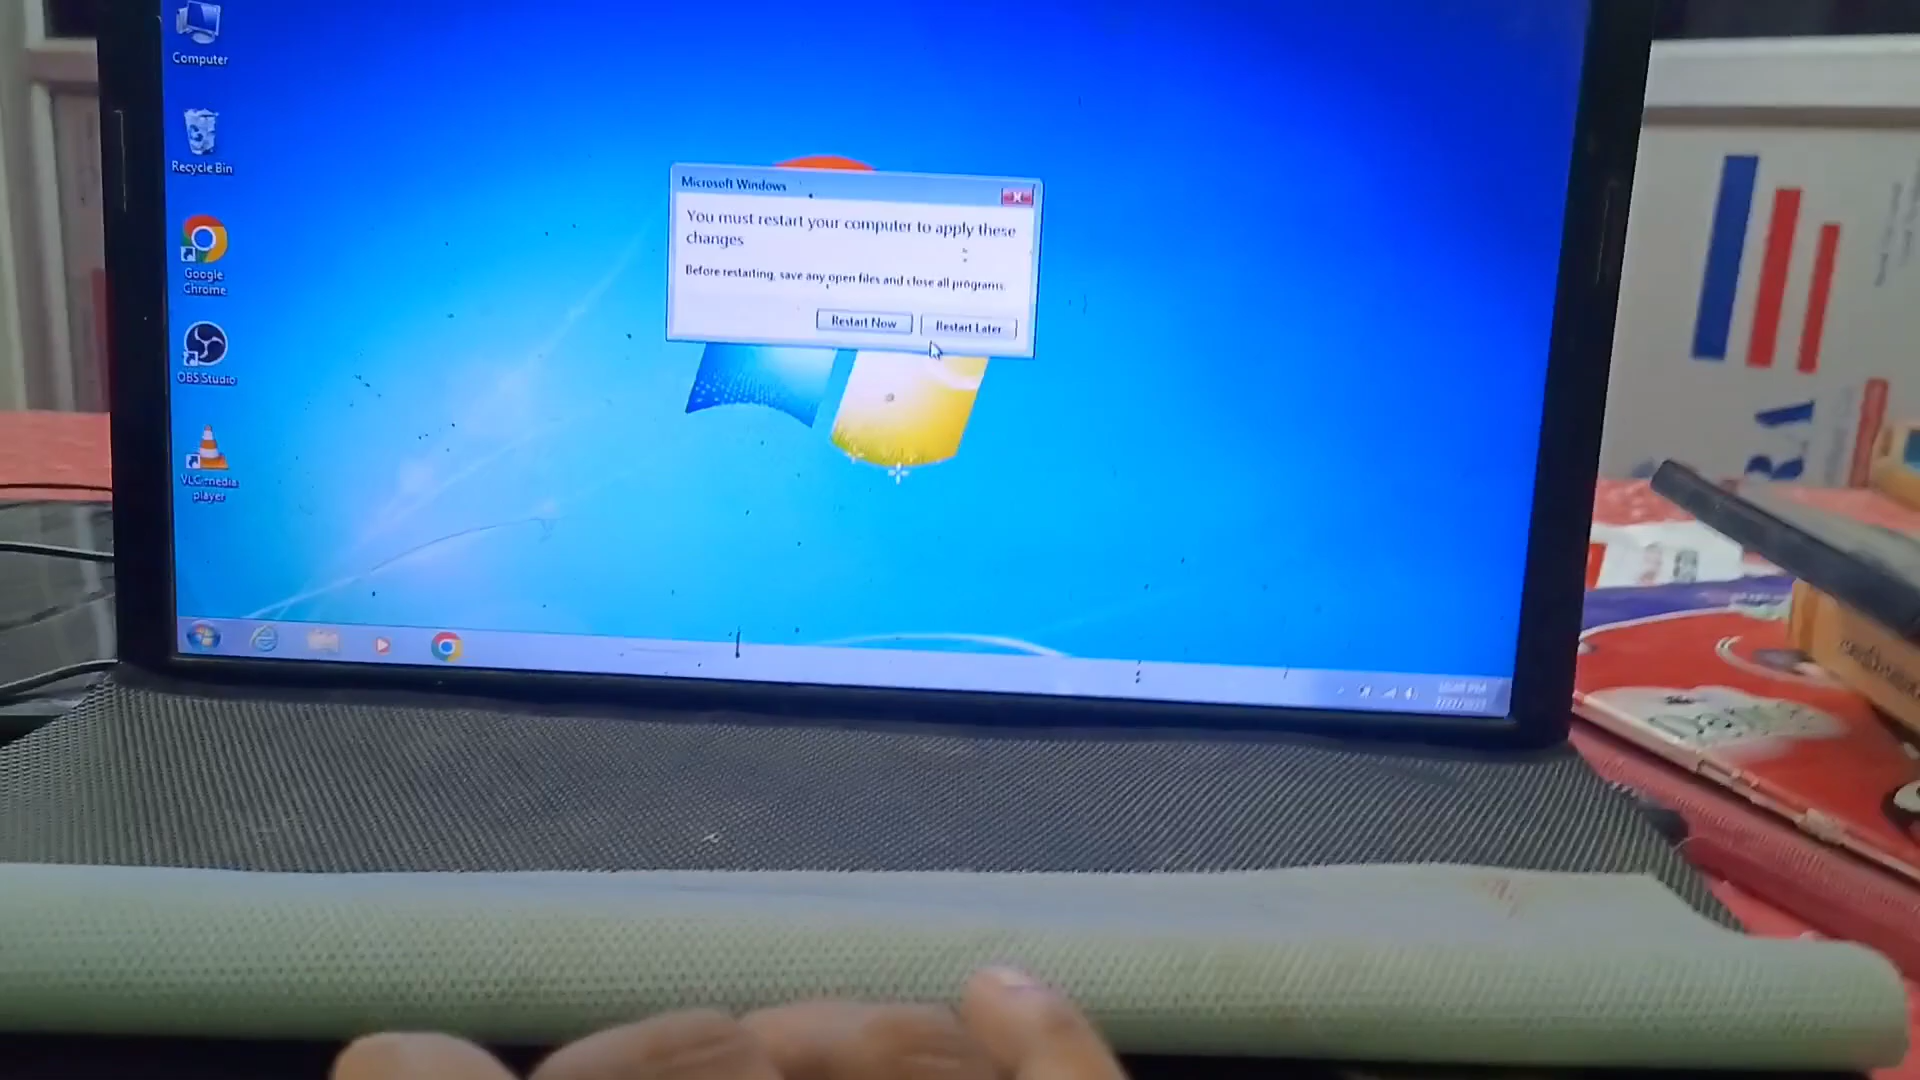 Computer
Recycle Bin
Google
Chrome
OBS Studio
VLC media
player
Microsoft Windows
You must restart your computer to apply these
changes
Before restarting, save any open files and close all programs.
Restart Now
Restart Later
RA